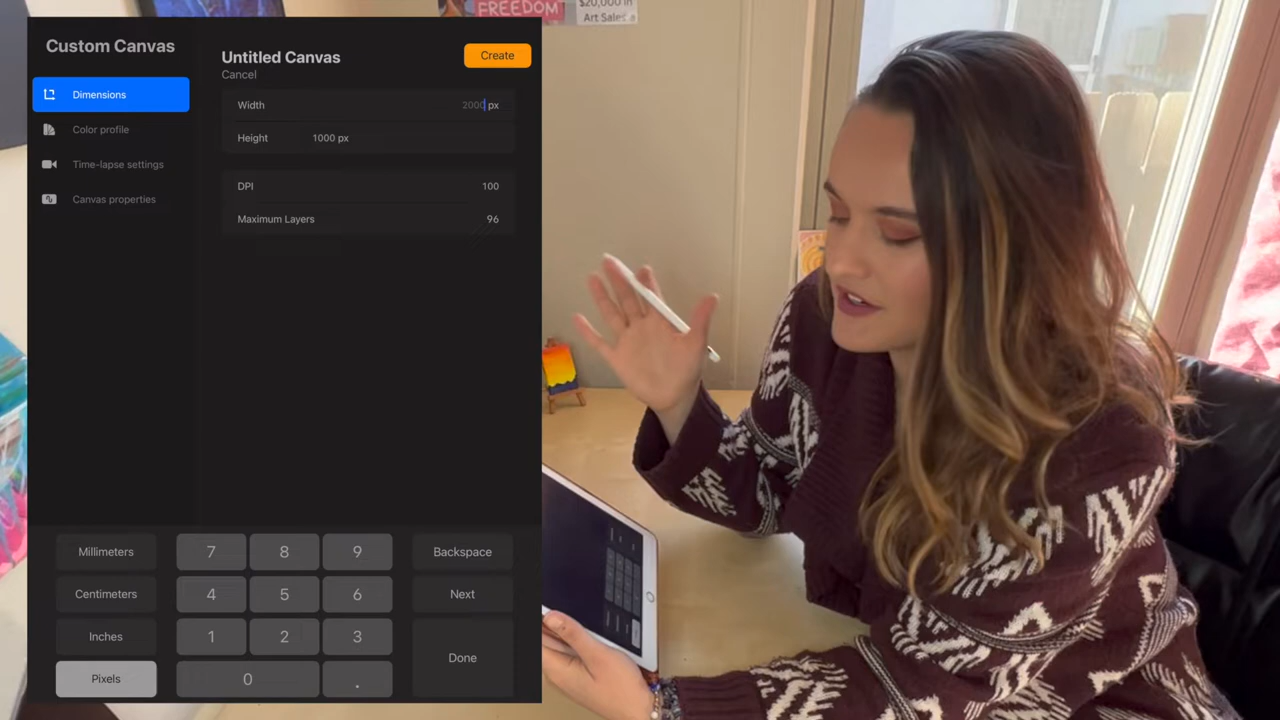 FREEDOM
$20,000 in
Art Sales a
Custom Canvas
Dimensions
Color profile
Time-lapse settings
Canvas properties
Untitled Canvas
Create
Cancel
Width 2000 px
Height 1000 px
DPI 100
Maximum Layers 96
Millimeters 7 8 9 Backspace
Centimeters 4 5 6 Next
Inches 1 2 3
Done
Pixels 0 .